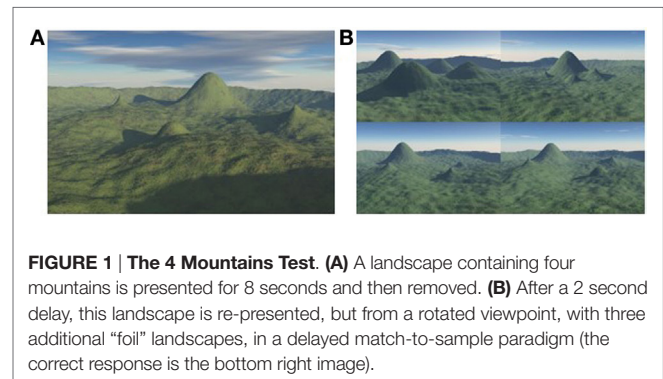 A
B
FIGURE 1 | The 4 Mountains Test. (A) A landscape containing four
mountains is presented for 8 seconds and then removed. (B) After a 2 second
delay, this landscape is re-presented, but from a rotated viewpoint, with three
additional “foil” landscapes, in a delayed match-to-sample paradigm (the
correct response is the bottom right image).